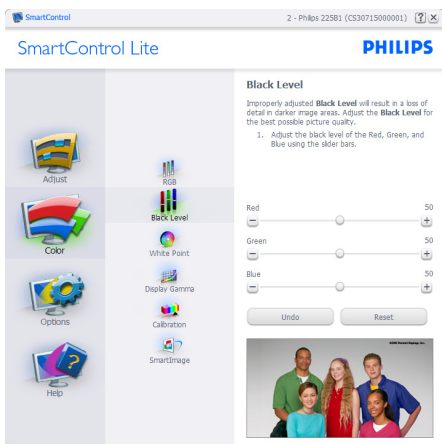 SmartControl
2 - Philips 225B1 (CS30715000001)
SmartControl Lite
PHILIPS
Adjust
Color
Options
Help
RGB
Black Level
White Point
Display Gamma
Calibration
SmartImage
Black Level
Improperly adjusted Black Level will result in a loss of
detail in darker image areas. Adjust the Black Level for
the best possible picture quality.
1. Adjust the black level of the Red, Green, and
Blue using the slider bars.
Red 50
Green 50
Blue 50
Undo Reset